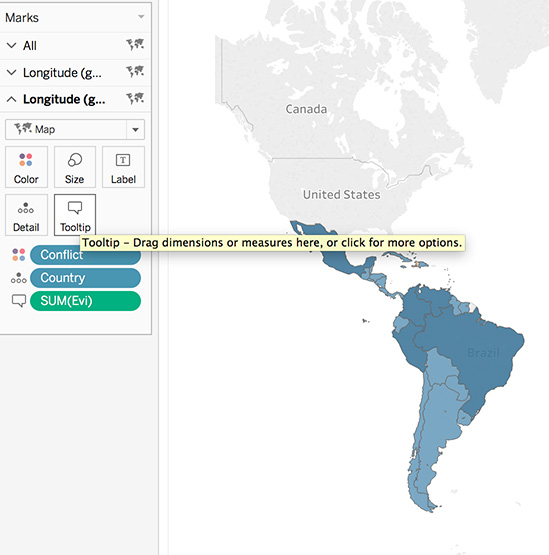 Marks
All
Longitude (g...
Longitude (g...
Map
Color
Size
Label
Detail
Tooltip
Tooltip – Drag dimensions or measures here, or click for more options.
Conflict
Country
SUM(Evi)
Canada
United States
Brazil